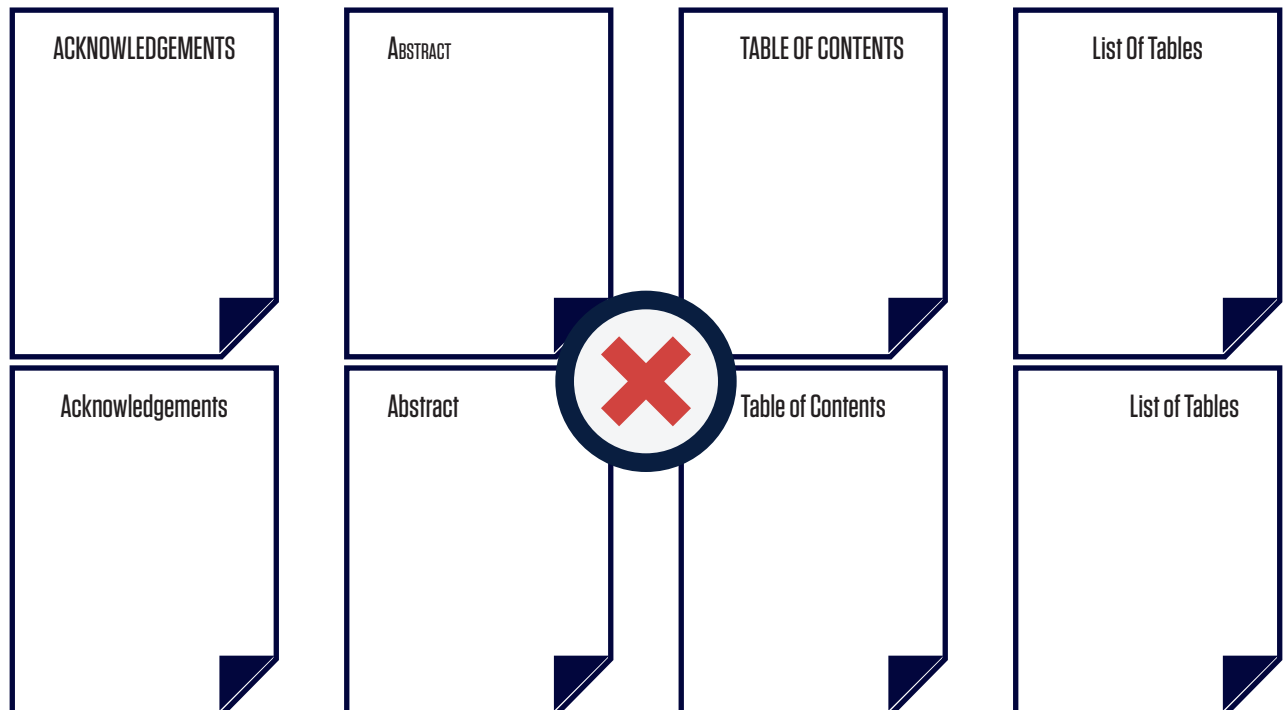 ACKNOWLEDGEMENTS
Abstract
TABLE OF CONTENTS
List Of Tables
Acknowledgements
Abstract
Table of Contents
List of Tables